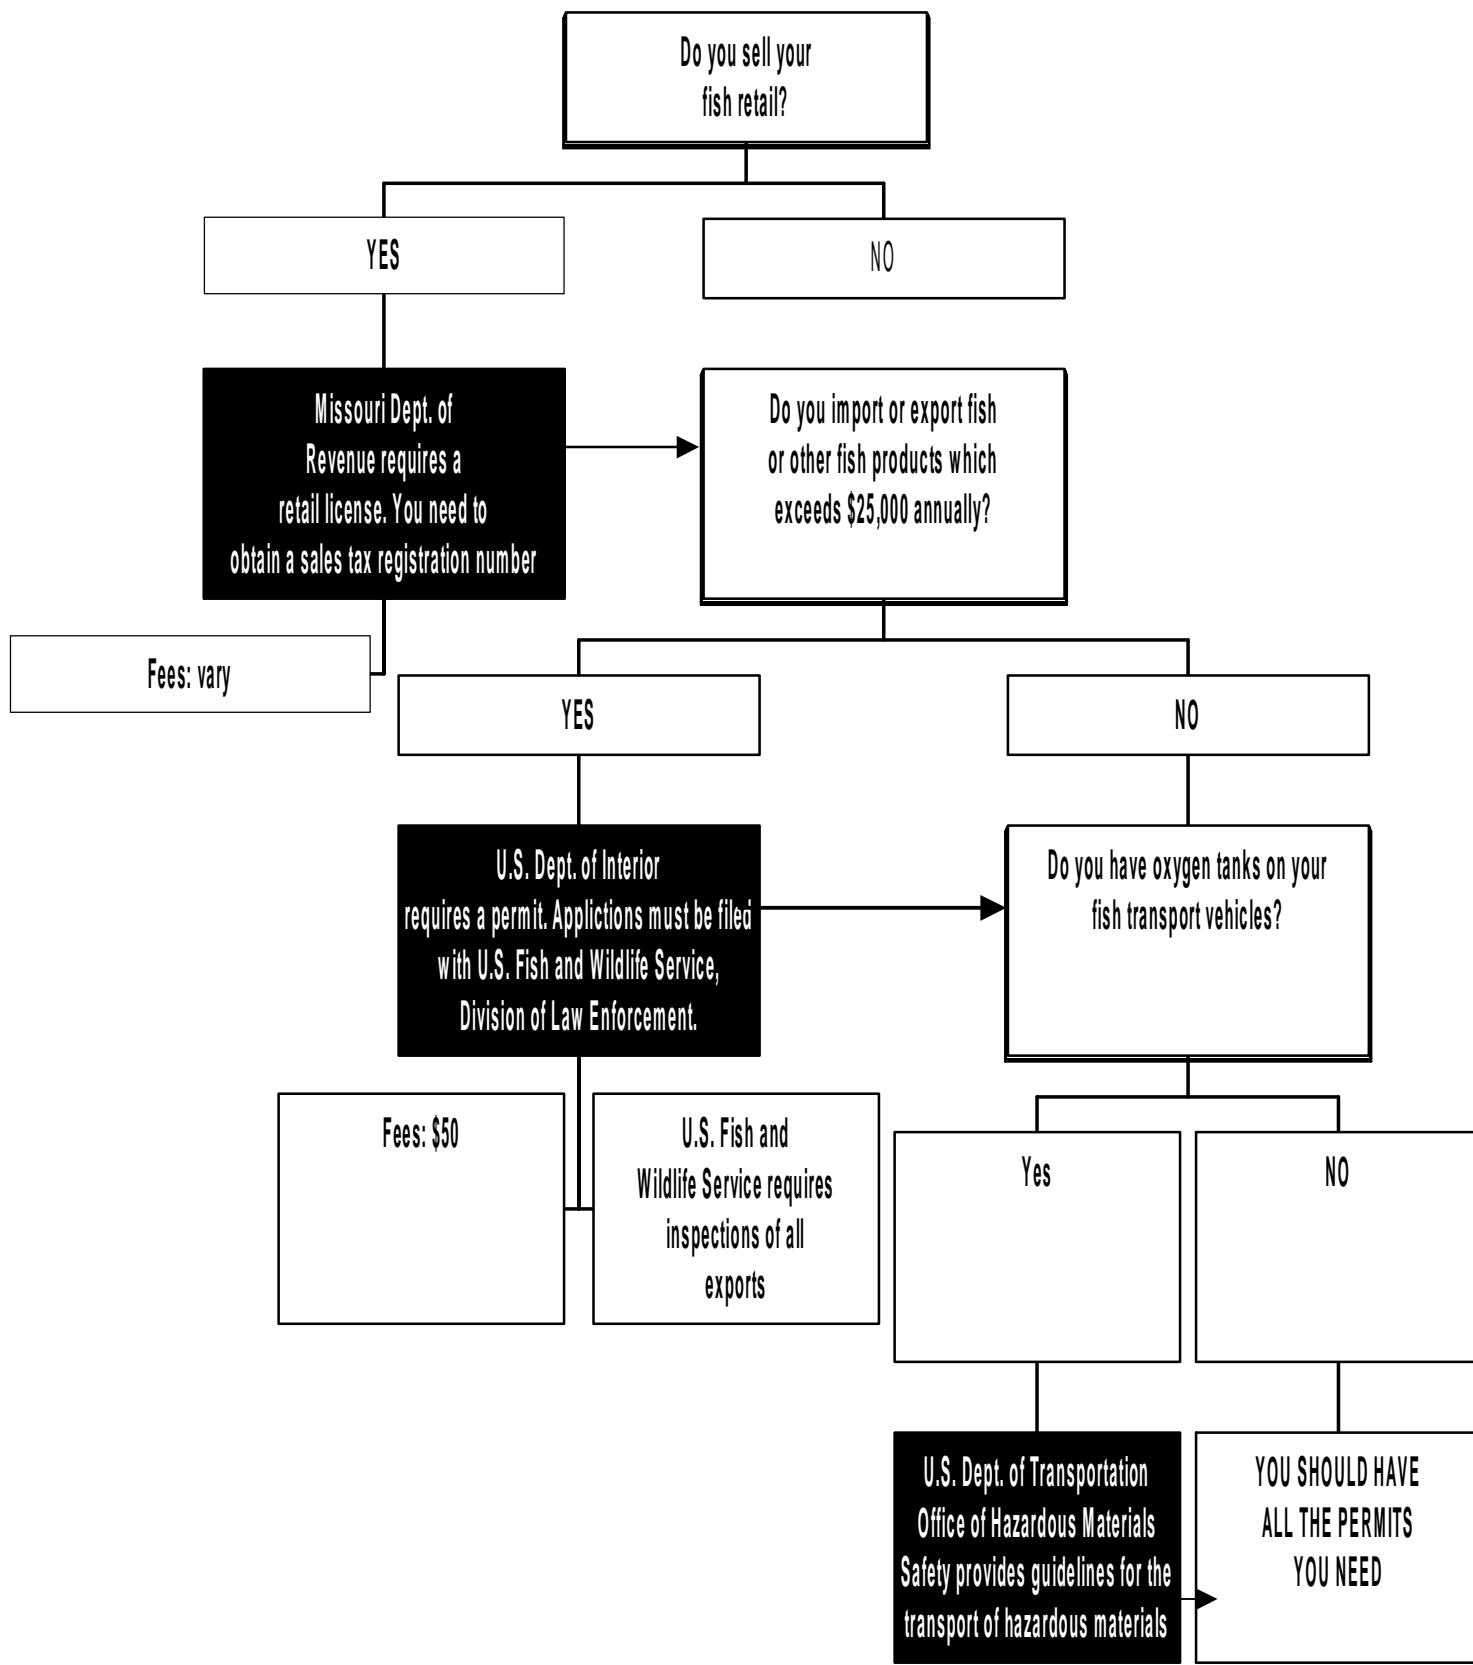 Do you sell your
fish retail?
YES
NO
Missouri Dept. of
Revenue requires a
retail license. You need to
obtain a sales tax registration number
Do you import or export fish
or other fish products which
exceeds $25,000 annually?
Fees: vary
YES
NO
U.S. Dept. of Interior
requires a permit. Applictions must be filed
with U.S. Fish and Wildlife Service,
Division of Law Enforcement.
Do you have oxygen tanks on your
fish transport vehicles?
Fees: $50
U.S. Fish and
Wildlife Service requires
inspections of all
exports
Yes
NO
U.S. Dept. of Transportation
Office of Hazardous Materials
Safety provides guidelines for the
transport of hazardous materials
YOU SHOULD HAVE
ALL THE PERMITS
YOU NEED